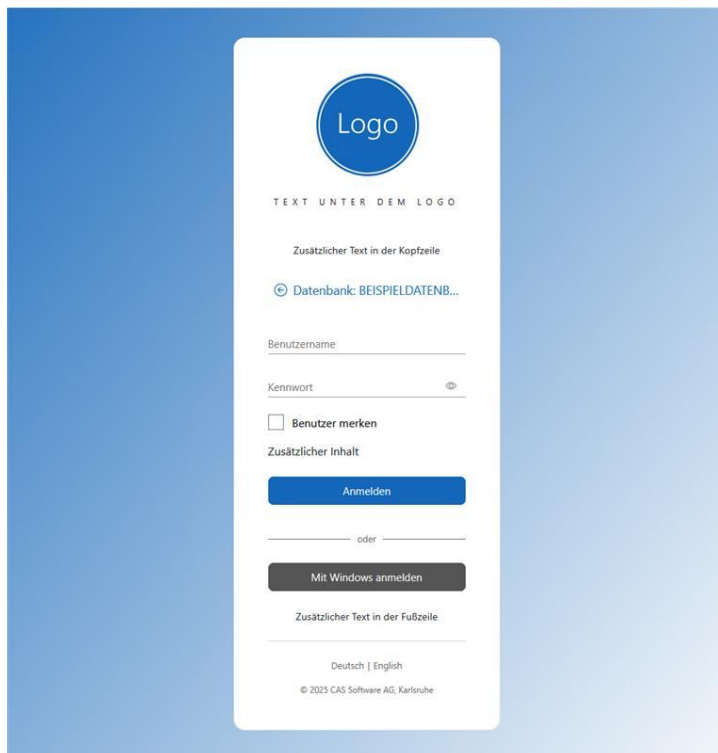 Logo
TEXT UNTER DEM LOGO
Zusätzlicher Text in der Kopfzeile
Datenbank: BEISPIELDATENB...
Benutzername
Kennwort
Benutzer merken
Zusätzlicher Inhalt
Anmelden
oder
Mit Windows anmelden
Zusätzlicher Text in der Fußzeile
Deutsch | English
© 2025 CAS Software AG, Karlsruhe